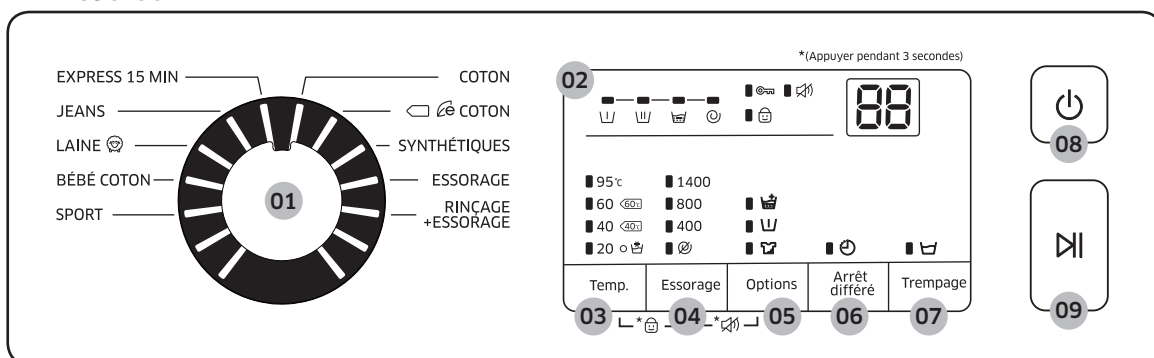 *(Appuyer pendant 3 secondes)
EXPRESS 15 MIN
JEANS
LAINE
BÉBÉ COTON
SPORT
01
COTON
COTON
SYNTHÉTIQUES
ESSORAGE
RINÇAGE
+ESSORAGE
02
88
95℃
60 60℃
40 40℃
20
1400
800
400
Temp.
Essorage
Options
Arrêt
différé
Trempage
03
04
05
06
07
*
*
08
09